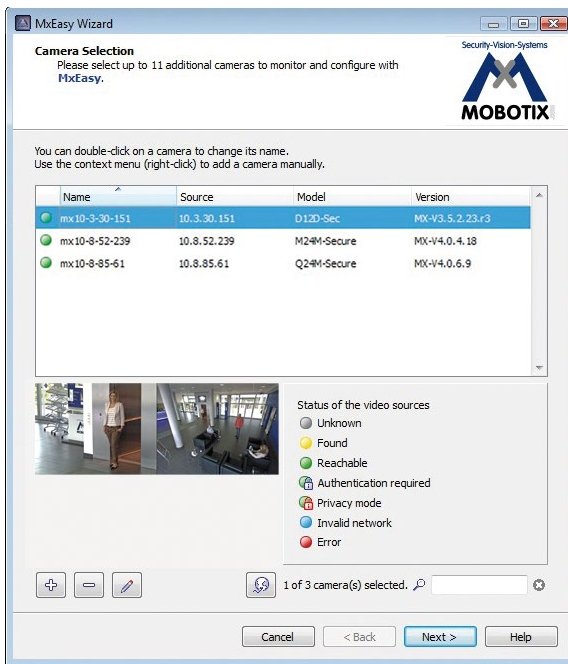 MxEasy Wizard
Camera Selection
Please select up to 11 additional cameras to monitor and configure with
MxEasy.
Security-Vision-Systems
MOBOTIX
You can double-click on a camera to change its name.
Use the context menu (right-click) to add a camera manually.
Name Source Model Version
mx10-3-30-151 10.3.30.151 D12D-Sec MX-V3.5.2.23.r3
mx10-8-52-239 10.8.52.239 M24M-Secure MX-V4.0.4.18
mx10-8-85-61 10.8.85.61 Q24M-Secure MX-V4.0.6.9
Status of the video sources
Unknown
Found
Reachable
Authentication required
Privacy mode
Invalid network
Error
1 of 3 camera(s) selected.
Cancel < Back Next > Help